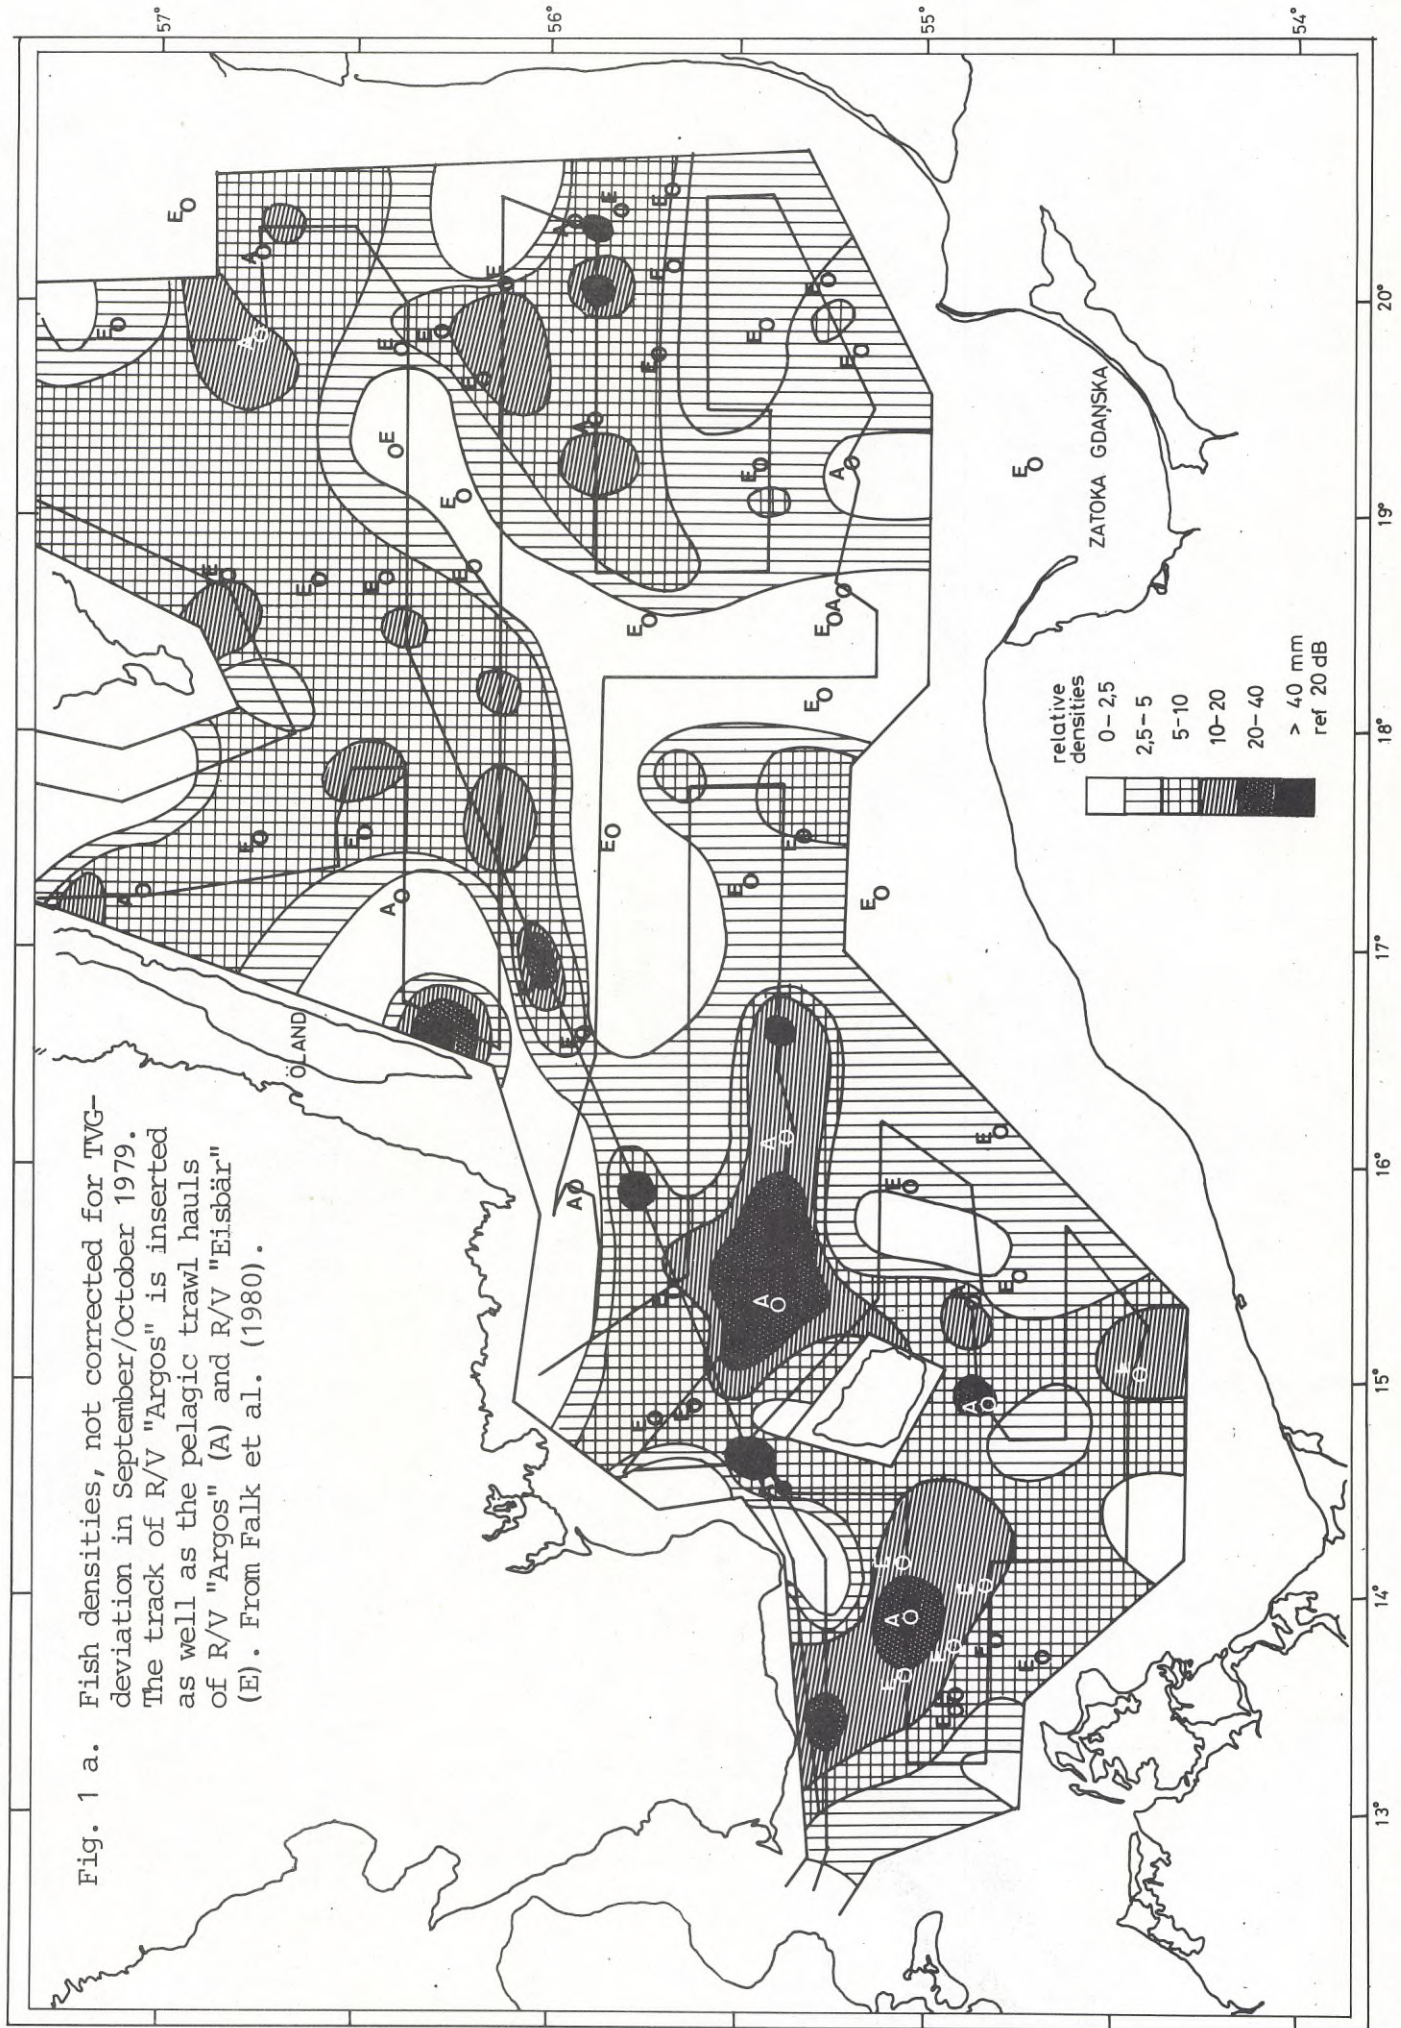 Fig. 1 a. Fish densities, not corrected for TVG-
deviation in September/October 1979.
The track of R/V "Argos" is inserted
as well as the pelagic trawl hauls
of R/V "Argos" (A) and R/V "Eisbär"
(E). From Falk et al. (1980).
57°
56°
55°
54°
13°
14°
15°
16°
17°
18°
19°
20°
ÖLAND
ZATOKA GDAŃSKA
relative
densities
0-2,5
2,5-5
5-10
10-20
20-40
> 40 mm
ref 20 dB